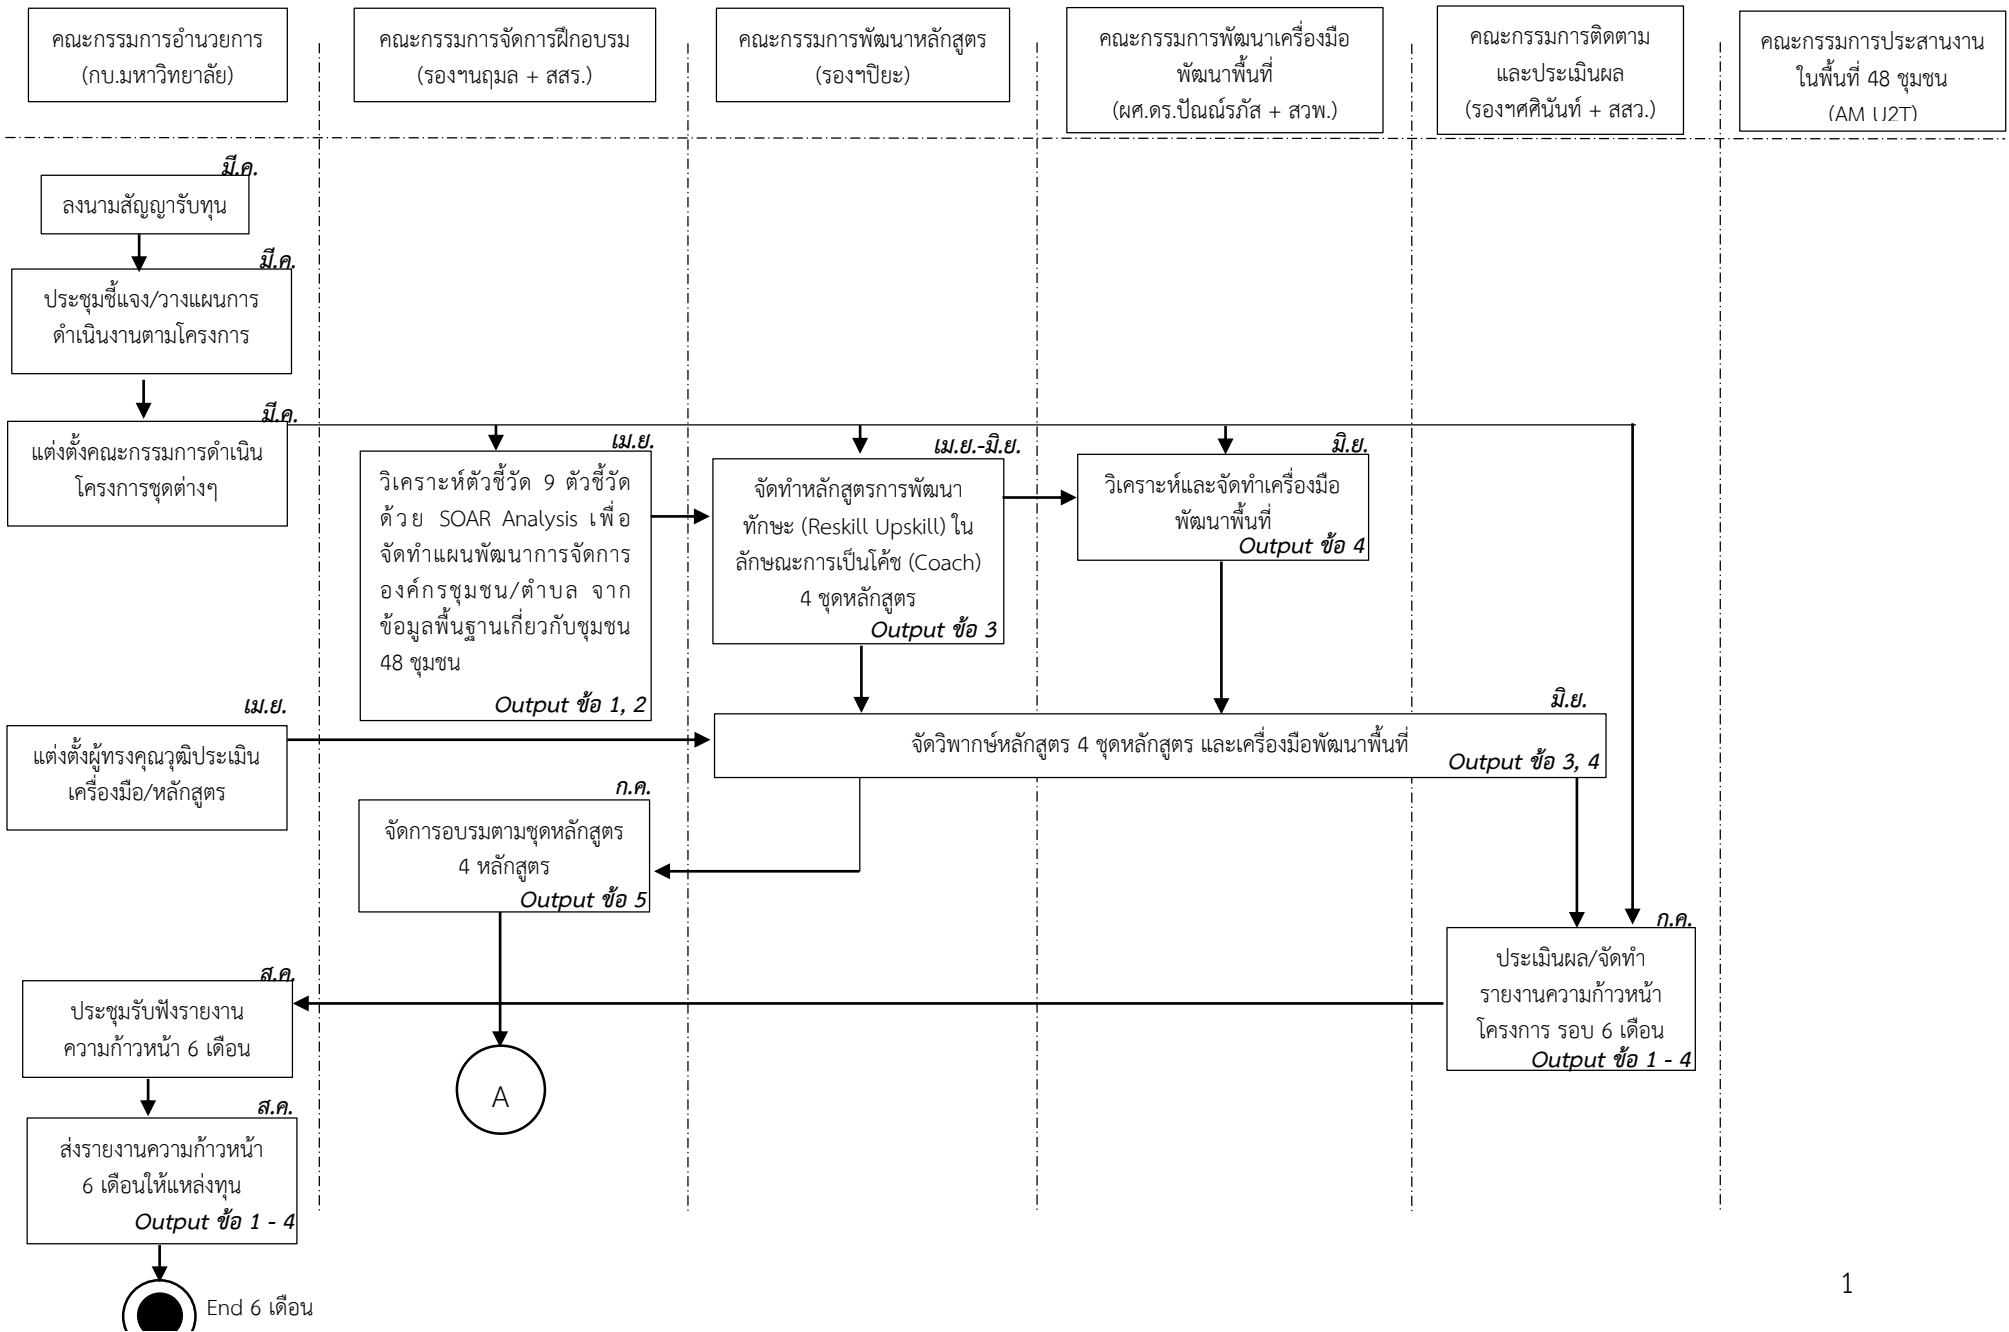 คณะกรรมการอำนวยการ
(กบ.มหาวิทยาลัย)
คณะกรรมการจัดการฝึกอบรม
(รองฯนฤมล + สสร.)
คณะกรรมการพัฒนาหลักสูตร
(รองฯปิยะ)
คณะกรรมการพัฒนาเครื่องมือ
พัฒนาพื้นที่
(ผศ.ดร.ปัณณ์รภัส + สวพ.)
คณะกรรมการติดตาม
และประเมินผล
(รองฯศศินันท์ + สสว.)
คณะกรรมการประสานงาน
ในพื้นที่ 48 ชุมชน
(AM U2T)
มี.ค.
ลงนามสัญญารับทุน
มี.ค.
ประชุมชี้แจง/วางแผนการ
ดำเนินงานตามโครงการ
มี.ค.
แต่งตั้งคณะกรรมการดำเนิน
โครงการชุดต่างๆ
เม.ย.
วิเคราะห์ตัวชี้วัด 9 ตัวชี้วัด
ด้วย SOAR Analysis เพื่อ
จัดทำแผนพัฒนาการจัดการ
องค์กรชุมชน/ตำบล จาก
ข้อมูลพื้นฐานเกี่ยวกับชุมชน
48 ชุมชน
Output ข้อ 1, 2
เม.ย.-มิ.ย.
จัดทำหลักสูตรการพัฒนา
ทักษะ (Reskill Upskill) ใน
ลักษณะการเป็นโค้ช (Coach)
4 ชุดหลักสูตร
Output ข้อ 3
มิ.ย.
วิเคราะห์และจัดทำเครื่องมือ
พัฒนาพื้นที่
Output ข้อ 4
เม.ย.
แต่งตั้งผู้ทรงคุณวุฒิประเมิน
เครื่องมือ/หลักสูตร
มิ.ย.
จัดวิพากษ์หลักสูตร 4 ชุดหลักสูตร และเครื่องมือพัฒนาพื้นที่
Output ข้อ 3, 4
ก.ค.
จัดการอบรมตามชุดหลักสูตร
4 หลักสูตร
Output ข้อ 5
ก.ค.
ประเมินผล/จัดทำ
รายงานความก้าวหน้า
โครงการ รอบ 6 เดือน
Output ข้อ 1 - 4
ส.ค.
ประชุมรับฟังรายงาน
ความก้าวหน้า 6 เดือน
A
ส.ค.
ส่งรายงานความก้าวหน้า
6 เดือนให้แหล่งทุน
Output ข้อ 1 - 4
End 6 เดือน
1